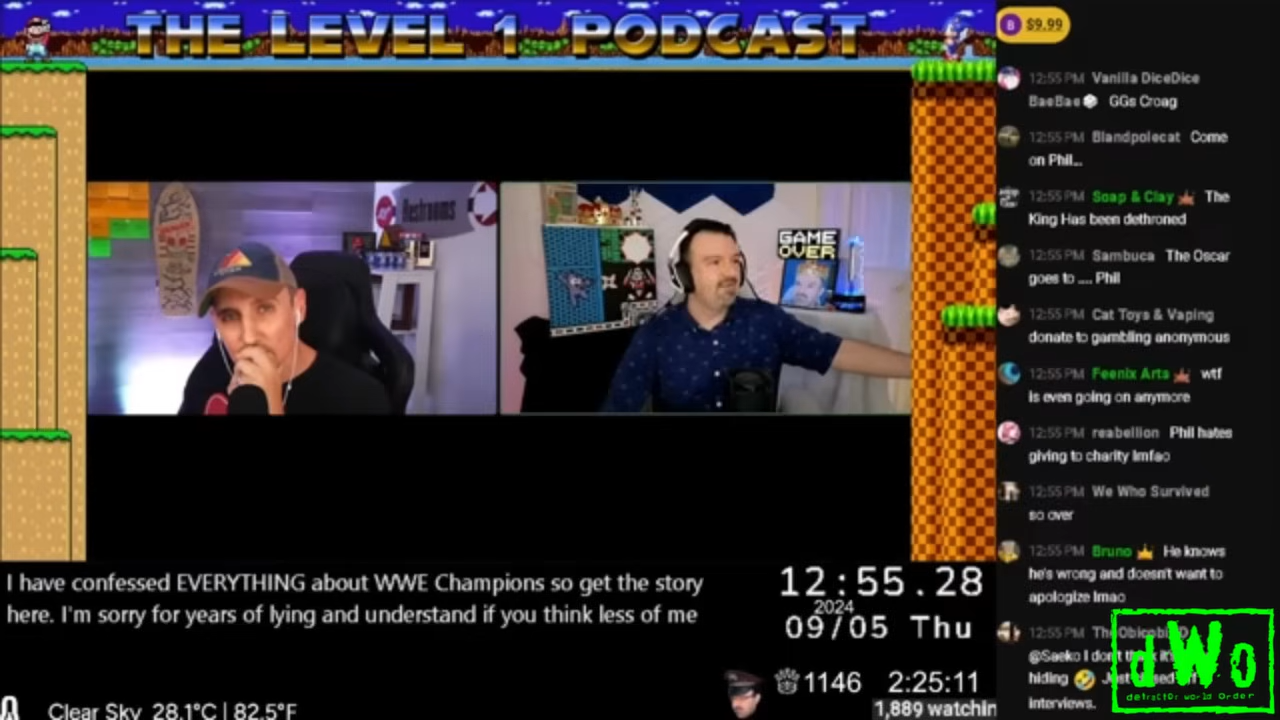 THE LEVEL 1 PODCAST
Restrooms
GAME
OVER
I have confessed EVERYTHING about WWE Champions so get the story
here. I'm sorry for years of lying and understand if you think less of me
12:55.28
2024
09/05 Thu
1146 2:25:11
1,889 watchin
Clear Sky 28.1°C | 82.5°F
B $9.99
12:55 PM Vanilla DiceDice
BaeBae GGs Croag
12:55 PM Blandpolecat Come
on Phil...
12:55 PM Soap & Clay The
King Has been dethroned
12:55 PM Sambuca The Oscar
goes to .... Phil
12:55 PM Cat Toys & Vaping
donate to gambling anonymous
12:55 PM Feenix Arts wtf
is even going on anymore
12:55 PM reabellion Phil hates
giving to charity lmfao
12:55 PM We Who Survived
so over
12:55 PM Bruno He knows
he's wrong and doesn't want to
apologize lmao
12:55 PM
@Saeko I don't
hiding
interviews.
dWo
detractor world order